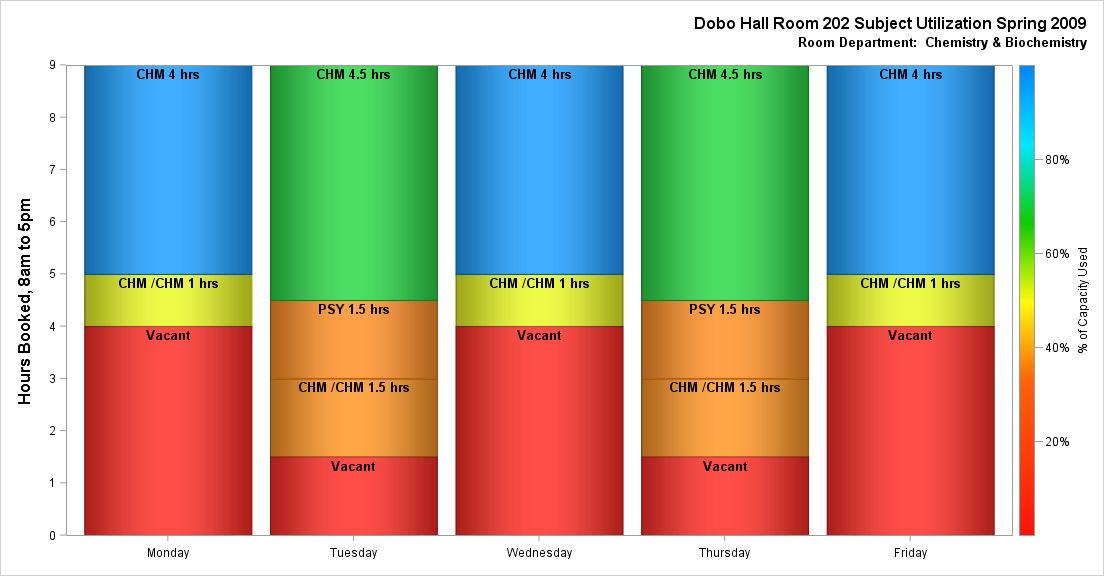 Dobo Hall Room 202 Subject Utilization Spring 2009
Room Department: Chemistry & Biochemistry
Hours Booked, 8am to 5pm
9
8
7
6
5
4
3
2
1
0
CHM 4 hrs
CHM /CHM 1 hrs
Vacant
CHM 4.5 hrs
PSY 1.5 hrs
CHM /CHM 1.5 hrs
Vacant
CHM 4 hrs
CHM /CHM 1 hrs
Vacant
CHM 4.5 hrs
PSY 1.5 hrs
CHM /CHM 1.5 hrs
Vacant
CHM 4 hrs
CHM /CHM 1 hrs
Vacant
Monday
Tuesday
Wednesday
Thursday
Friday
80%
60%
40%
20%
% of Capacity Used